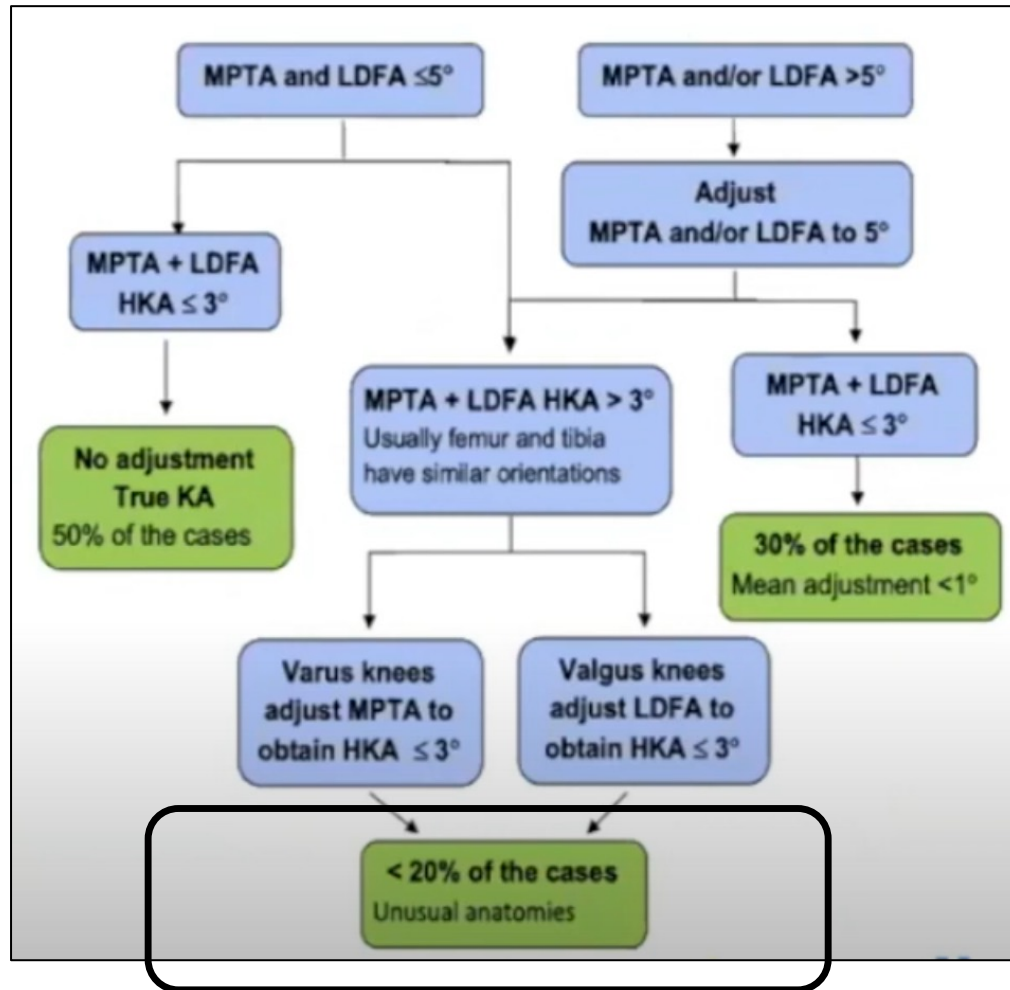 MPTA and LDFA ≤5°
MPTA and/or LDFA >5°
Adjust
MPTA and/or LDFA to 5°
MPTA + LDFA
HKA ≤ 3°
MPTA + LDFA HKA > 3°
Usually femur and tibia
have similar orientations
MPTA + LDFA
HKA ≤ 3°
No adjustment
True KA
50% of the cases
30% of the cases
Mean adjustment <1°
Varus knees
adjust MPTA to
obtain HKA ≤ 3°
Valgus knees
adjust LDFA to
obtain HKA ≤ 3°
< 20% of the cases
Unusual anatomies